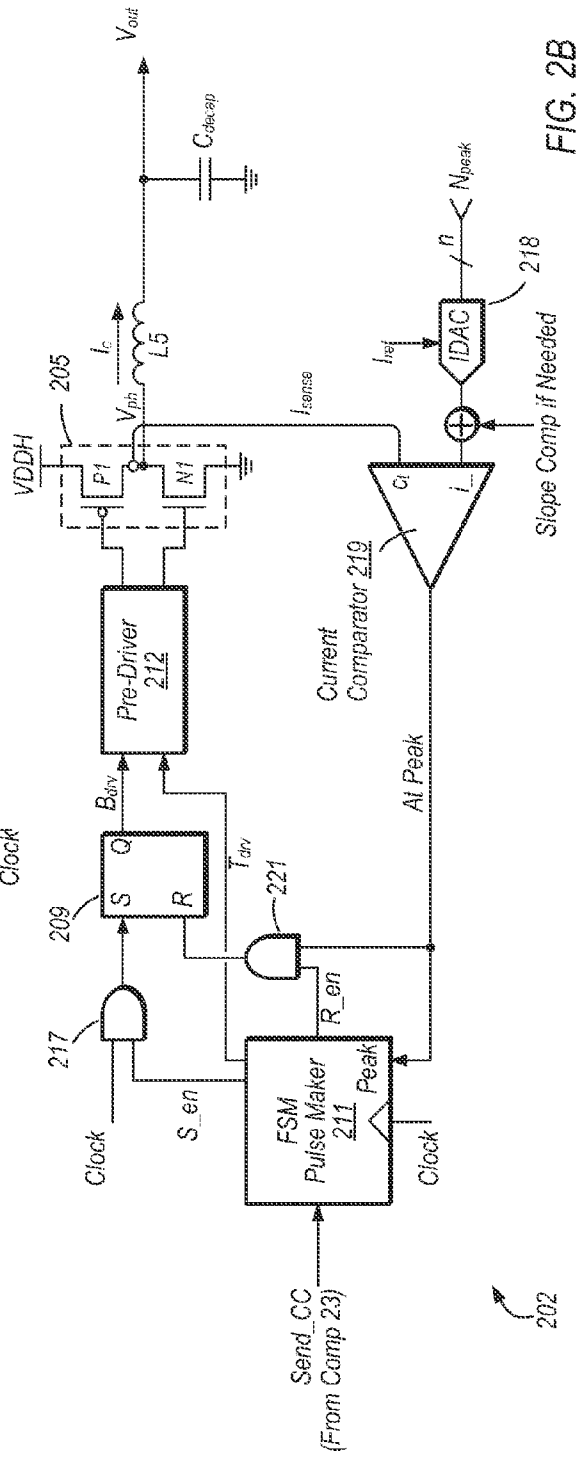 Clock
217
Clock
S_en
209
S
Q
R
B_drv
Pre-Driver
212
T_drv
205
VDDH
P1
N1
V_ph
I_c
L5
V_out
C_decap
I_sense
221
R_en
FSM
Pulse Maker
211
Peak
Clock
Send_CC
(From Comp 23)
At Peak
Current
Comparator 219
i_
I_ref
IDAC
218
n
N_peak
Slope Comp if Needed
202
FIG. 2B